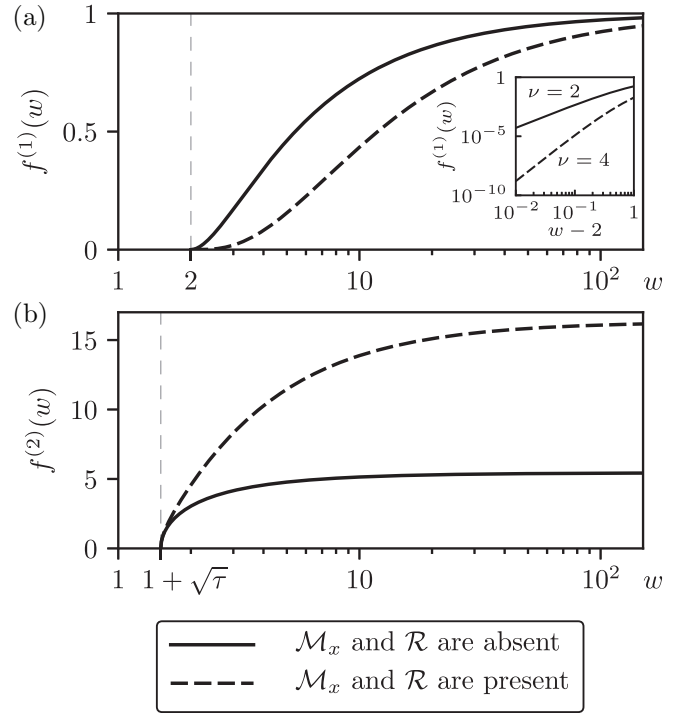 (a)
1
0.5
0
f^{(1)}(w)
1
2
10
10^2
w
1
10^{-5}
10^{-10}
f^{(1)}(w)
ν = 2
ν = 4
10^{-2}
10^{-1}
1
w − 2
(b)
15
10
5
0
f^{(2)}(w)
1
1 + √τ
10
10^2
w
ℳ_x and ℛ are absent
ℳ_x and ℛ are present